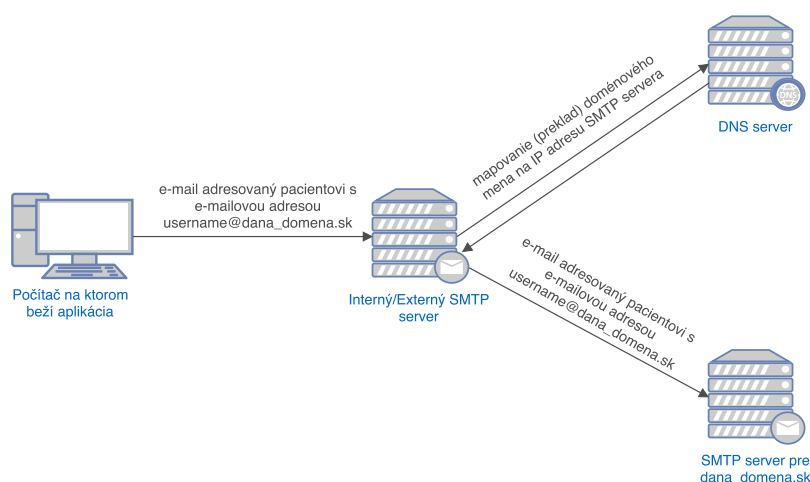 mapovanie (preklad) doménového
mena na IP adresu SMTP servera
DNS
DNS server
e-mail adresovaný pacientovi s
e-mailovou adresou
username@dana_domena.sk
Počítač na ktorom
beží aplikácia
Interný/Externý SMTP
server
e-mail adresovaný pacientovi s
e-mailovou adresou
username@dana_domena.sk
SMTP server pre
dana_domena.sk